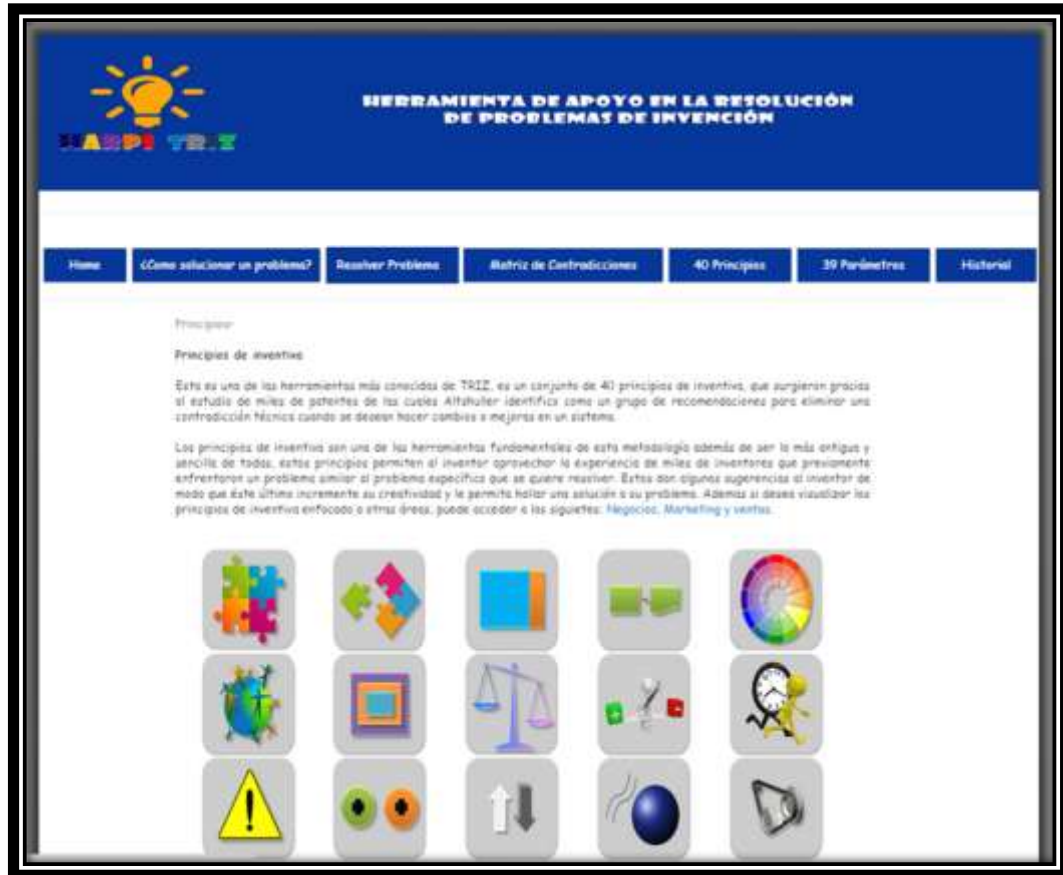 HERRAMIENTA DE APOYO EN LA RESOLUCIÓN
DE PROBLEMAS DE INVENCIÓN
HARPI TRIZ
Home
¿Como solucionar un problema?
Resolver Problema
Matriz de Contradicciones
40 Principios
39 Parámetros
Historial
Principios
Principios de inventiva
Esta es una de las herramientas más conocidas de TRIZ, es un conjunto de 40 principios de inventiva, que surgieron gracias
al estudio de miles de patentes de las cuales Altshuller identifico como un grupo de recomendaciones para eliminar una
contradicción técnica cuando se desean hacer cambios o mejoras en un sistema.
Los principios de inventiva son una de las herramientas fundamentales de esta metodología además de ser la más antigua y
sencilla de todas, estos principios permiten al inventor aprovechar la experiencia de miles de inventores que previamente
enfrentaron un problema similar al problema específico que se quiere resolver. Estos dan algunas sugerencias al inventor de
modo que éste último incremente su creatividad y le permita hallar una solución a su problema. Ademas si desea visualizar los
principios de inventiva enfocado a otras áreas, puede acceder a los siguietes: Negocios, Marketing y ventas.